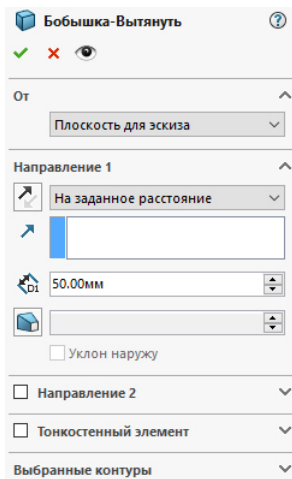 Бобышка-Вытянуть
От
Плоскость для эскиза
Направление 1
На заданное расстояние
D1
50.00мм
Уклон наружу
Направление 2
Тонкостенный элемент
Выбранные контуры